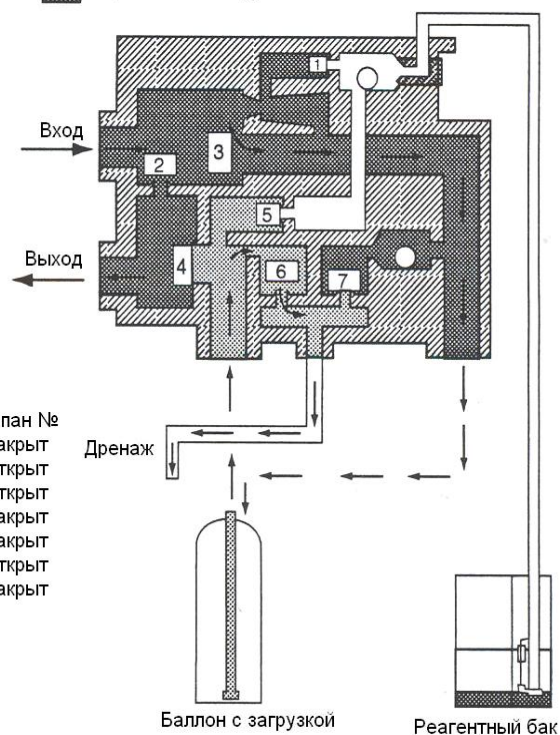 1
Вход
3
2
5
Выход
4
6
7
пан №
акрыт
ткрыт
ткрыт
акрыт
акрыт
ткрыт
акрыт
Дренаж
Баллон с загрузкой
Реагентный бак